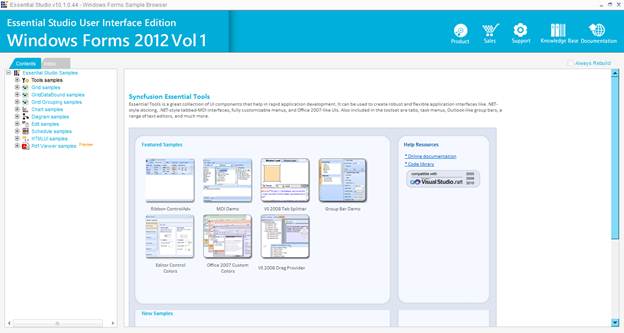 Essential Studio v10.1.0.44 - Windows Forms Sample Browser
Essential Studio User Interface Edition
Windows Forms 2012 Vol 1
Product
Sales
Support
Knowledge Base
Documentation
Contents
Index
Always Rebuild
Essential Studio Samples
Tools samples
Grid samples
GridDataBound samples
Grid Grouping samples
Chart samples
Diagram samples
Edit samples
Schedule samples
HTMLUI samples
Pdf Viewer samples Preview
Syncfusion Essential Tools
Essential Tools is a great collection of UI components that help in rapid application development. It can be used to create robust and flexible application interfaces like .NET-
style docking, .NET-style tabbed-MDI interfaces, fully customizable menus, and Office 2007-like UIs. Also included in the toolset are tabs, task menus, Outlook-like group bars, a
range of text editors, and much more.
Featured Samples
Ribbon ControlAdv
MDI Demo
VS 2008 Tab Splitter
Group Bar Demo
Editor Control
Colors
Office 2007 Custom
Colors
VS 2008 Drag Provider
New Samples
Help Resources
Online documentation
Code library
compatible with
Visual Studio.net
2005
2008
2010